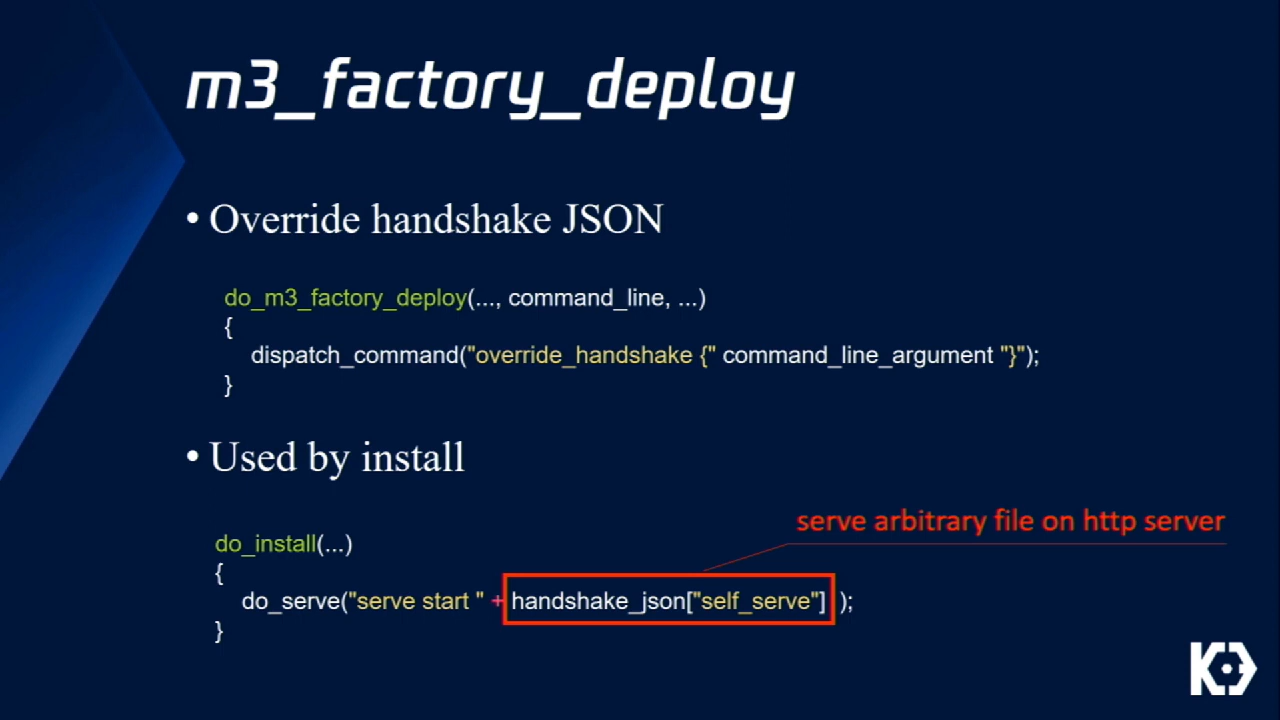 m3_factory_deploy
• Override handshake JSON
do_m3_factory_deploy(..., command_line, ...)
{
dispatch_command("override_handshake {" command_line_argument "}");
}
• Used by install
serve arbitrary file on http server
do_install(...)
{
do_serve("serve start " + handshake_json["self_serve"] );
}